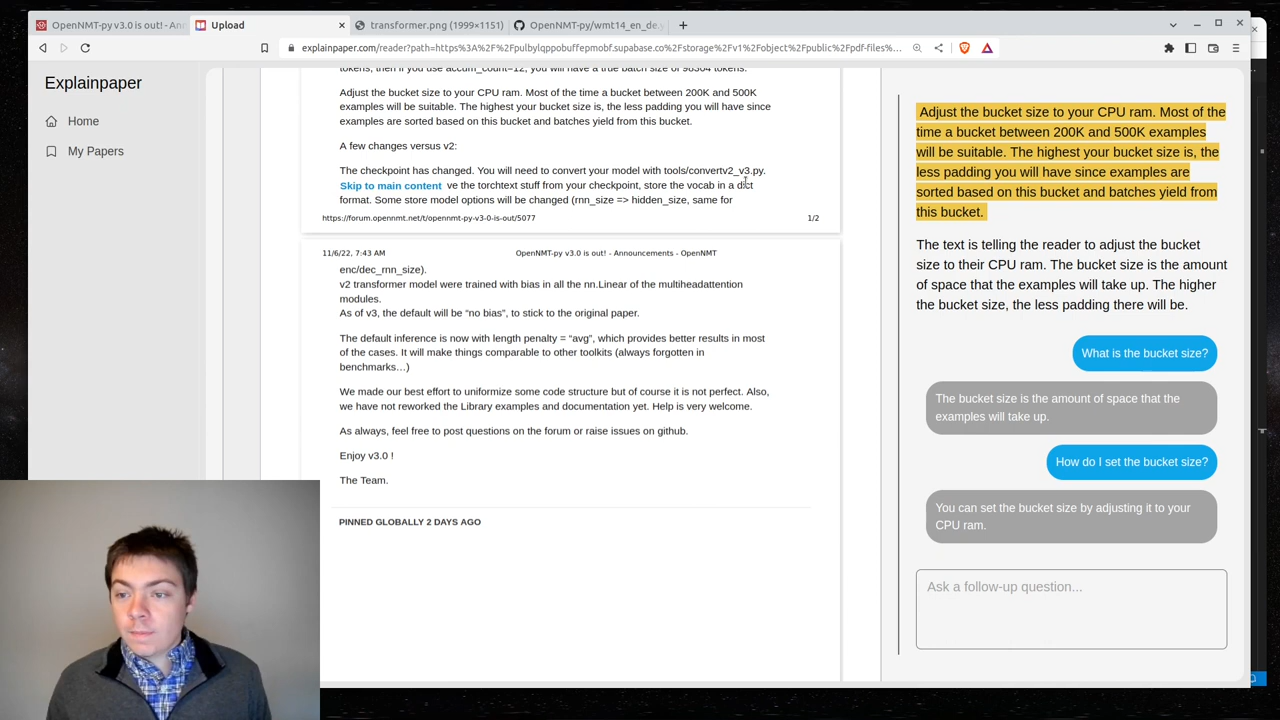 OpenNMT-py v3.0 is out! - Ann
Upload
transformer.png (1999×1151)
OpenNMT-py/wmt14_en_de.y
explainpaper.com/reader?path=https%3A%2F%2Fpulbylqppobuffepmobf.supabase.co%2Fstorage%2Fv1%2Fobject%2Fpublic%2Fpdf-files%...
Explainpaper
Home
My Papers
tokens, then if you use accum_count=12, you will have a true batch size of 98304 tokens.
Adjust the bucket size to your CPU ram. Most of the time a bucket between 200K and 500K
examples will be suitable. The highest your bucket size is, the less padding you will have since
examples are sorted based on this bucket and batches yield from this bucket.
A few changes versus v2:
The checkpoint has changed. You will need to convert your model with tools/convertv2_v3.py.
Skip to main content ve the torchtext stuff from your checkpoint, store the vocab in a dict
format. Some store model options will be changed (rnn_size => hidden_size, same for
https://forum.opennmt.net/t/opennmt-py-v3-0-is-out/5077 1/2
11/6/22, 7:43 AM OpenNMT-py v3.0 is out! - Announcements - OpenNMT
enc/dec_rnn_size).
v2 transformer model were trained with bias in all the nn.Linear of the multiheadattention
modules.
As of v3, the default will be “no bias”, to stick to the original paper.
The default inference is now with length penalty = “avg”, which provides better results in most
of the cases. It will make things comparable to other toolkits (always forgotten in
benchmarks…)
We made our best effort to uniformize some code structure but of course it is not perfect. Also,
we have not reworked the Library examples and documentation yet. Help is very welcome.
As always, feel free to post questions on the forum or raise issues on github.
Enjoy v3.0 !
The Team.
PINNED GLOBALLY 2 DAYS AGO
Adjust the bucket size to your CPU ram. Most of the
time a bucket between 200K and 500K examples
will be suitable. The highest your bucket size is, the
less padding you will have since examples are
sorted based on this bucket and batches yield from
this bucket.
The text is telling the reader to adjust the bucket
size to their CPU ram. The bucket size is the amount
of space that the examples will take up. The higher
the bucket size, the less padding there will be.
What is the bucket size?
The bucket size is the amount of space that the
examples will take up.
How do I set the bucket size?
You can set the bucket size by adjusting it to your
CPU ram.
Ask a follow-up question...